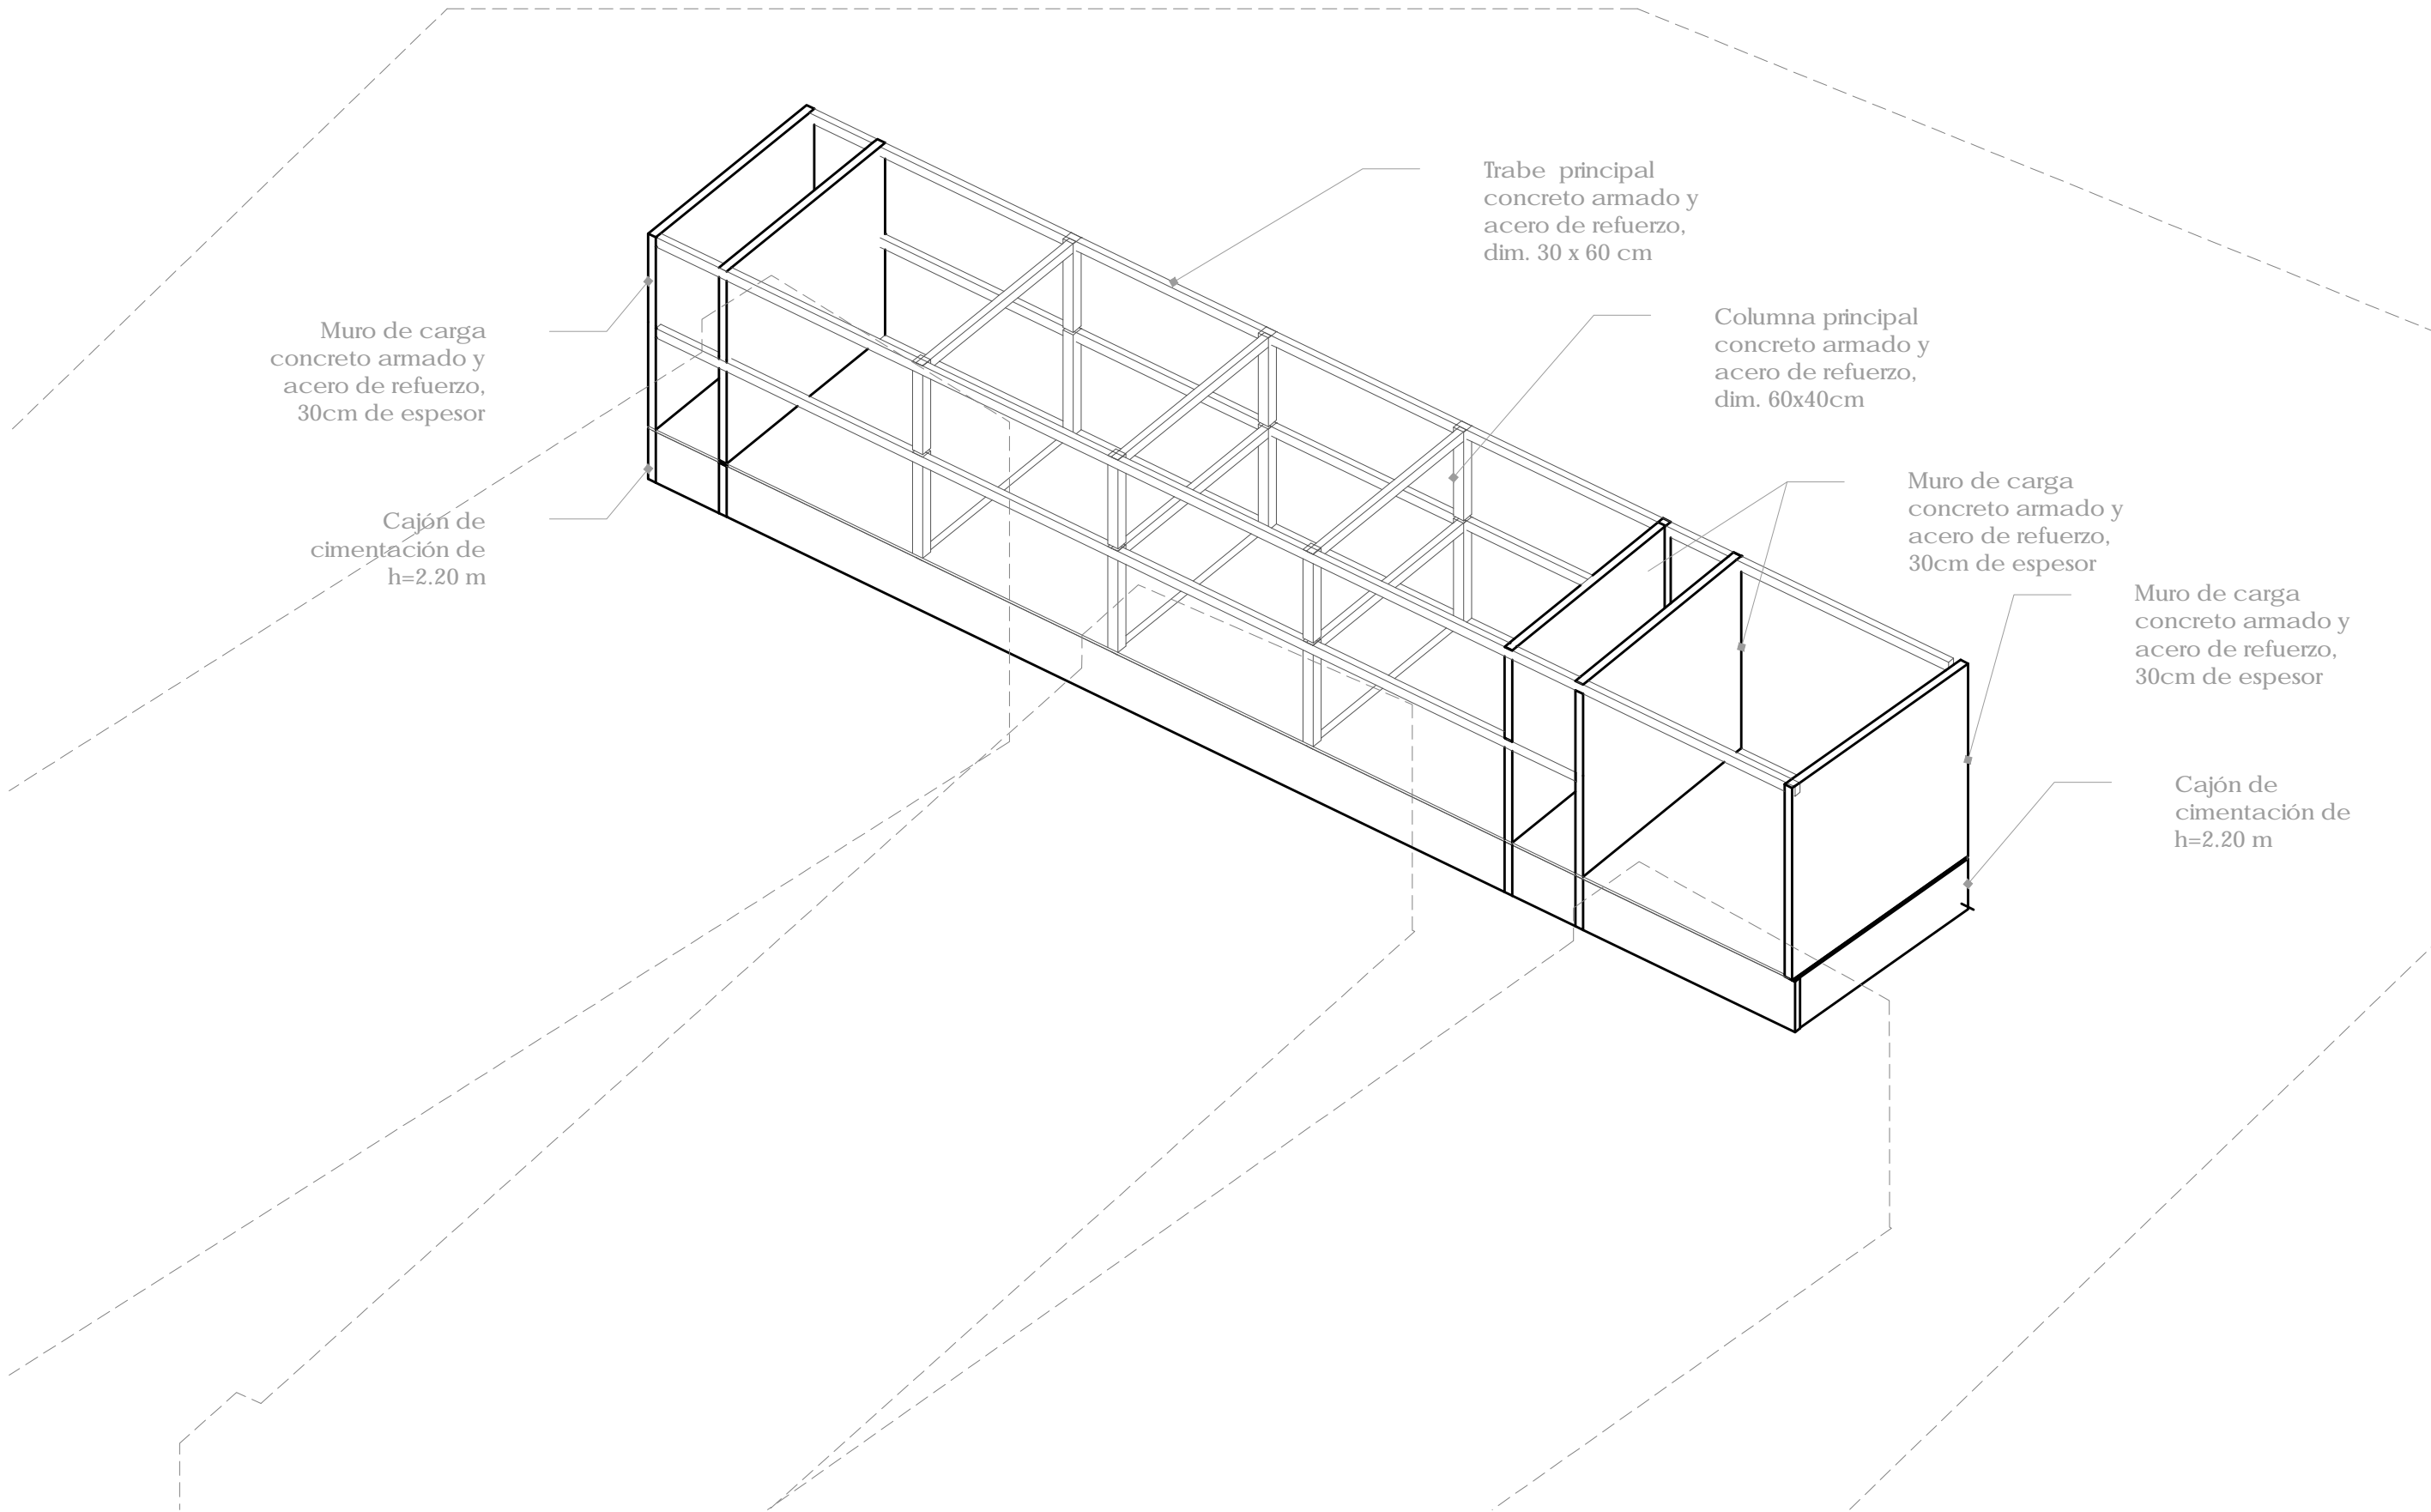 Trabe principal
concreto armado y
acero de refuerzo,
dim. 30 x 60 cm
Columna principal
concreto armado y
acero de refuerzo,
dim. 60x40cm
Muro de carga
concreto armado y
acero de refuerzo,
30cm de espesor
Muro de carga
concreto armado y
acero de refuerzo,
30cm de espesor
Cajón de
cimentación de
h=2.20 m
Muro de carga
concreto armado y
acero de refuerzo,
30cm de espesor
Cajón de
cimentación de
h=2.20 m